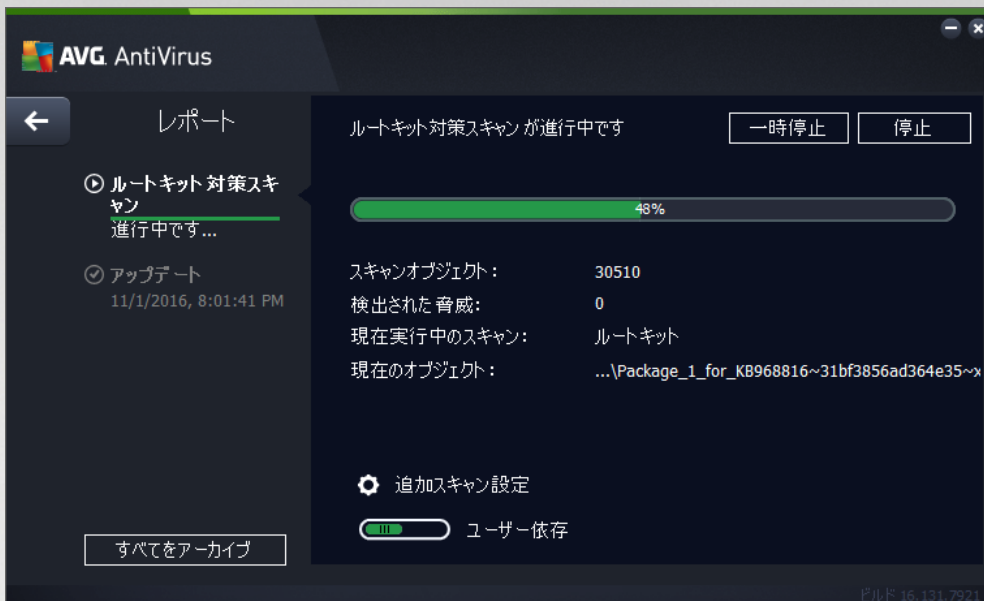 AVG. AntiVirus
レポート
ルートキット対策スキャン
進行中です...
アップデート
11/1/2016, 8:01:41 PM
すべてをアーカイブ
ルートキット対策スキャン が進行中です
一時停止
停止
48%
スキャンオブジェクト: 30510
検出された脅威: 0
現在実行中のスキャン: ルートキット
現在のオブジェクト: ...\Package_1_for_KB968816~31bf3856ad364e35~x
追加スキャン設定
ユーザー依存
ビルド 16.131.7921